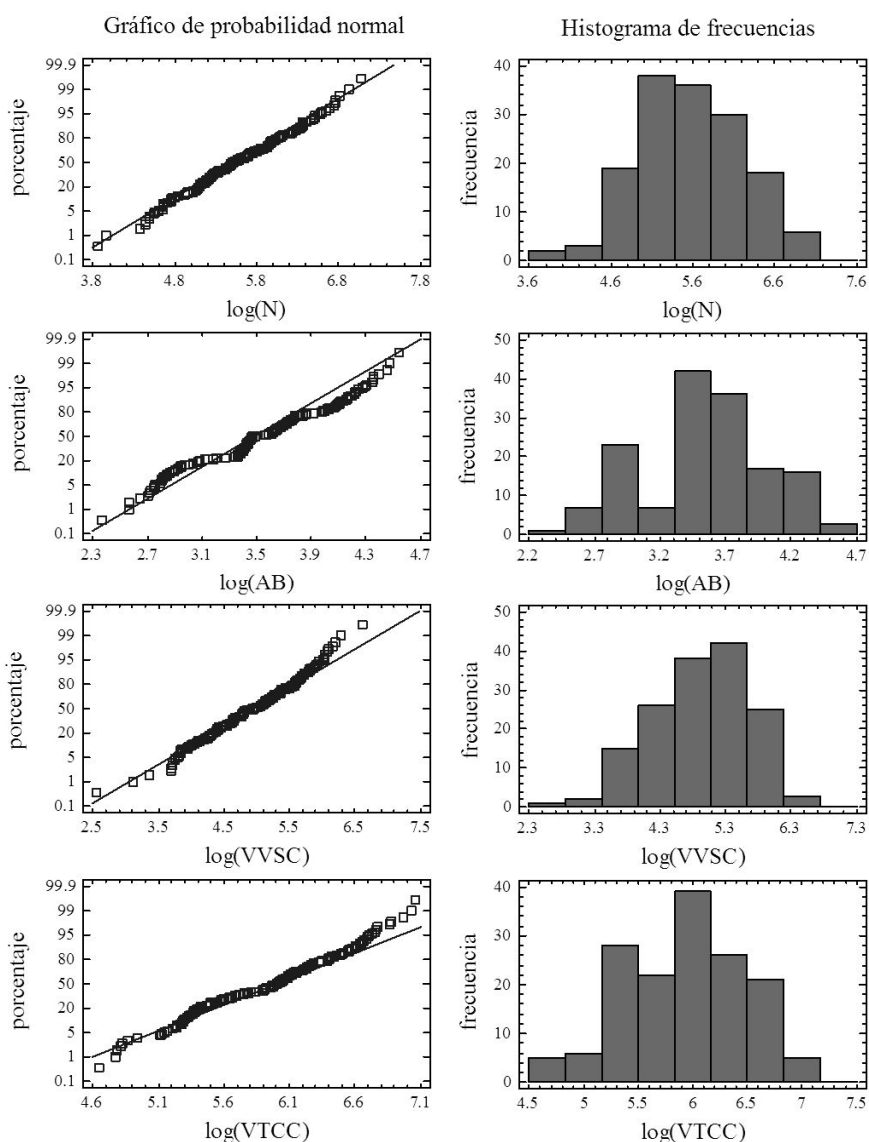 Gráfico de probabilidad normal
Histograma de frecuencias
porcentaje
99.9
99
95
80
50
20
5
1
0.1
3.8 4.8 5.8 6.8 7.8
log(N)
frecuencia
40
30
20
10
0
3.6 4.6 5.6 6.6 7.6
log(N)
porcentaje
99.9
99
95
80
50
20
5
1
0.1
2.3 2.7 3.1 3.5 3.9 4.3 4.7
log(AB)
frecuencia
50
40
30
20
10
0
2.2 2.7 3.2 3.7 4.2 4.7
log(AB)
porcentaje
99.9
99
95
80
50
20
5
1
0.1
2.5 3.5 4.5 5.5 6.5 7.5
log(VVSC)
frecuencia
50
40
30
20
10
0
2.3 3.3 4.3 5.3 6.3 7.3
log(VVSC)
porcentaje
99.9
99
95
80
50
20
5
1
0.1
4.6 5.1 5.6 6.1 6.6 7.1
log(VTCC)
frecuencia
40
30
20
10
0
4.5 5 5.5 6 6.5 7 7.5
log(VTCC)